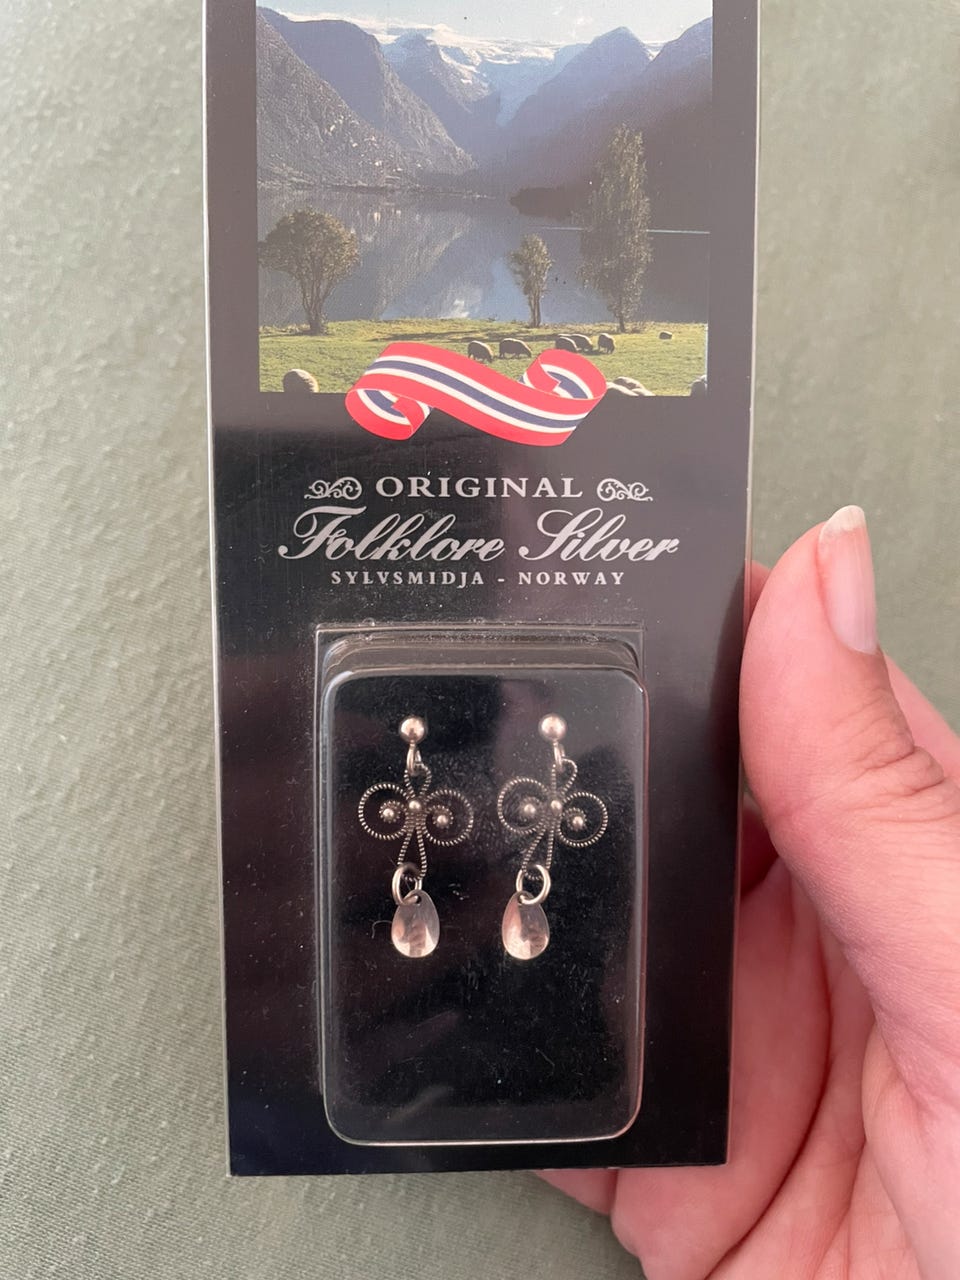 ORIGINAL
Folklore Silver
SYLVSMIDJA - NORWAY